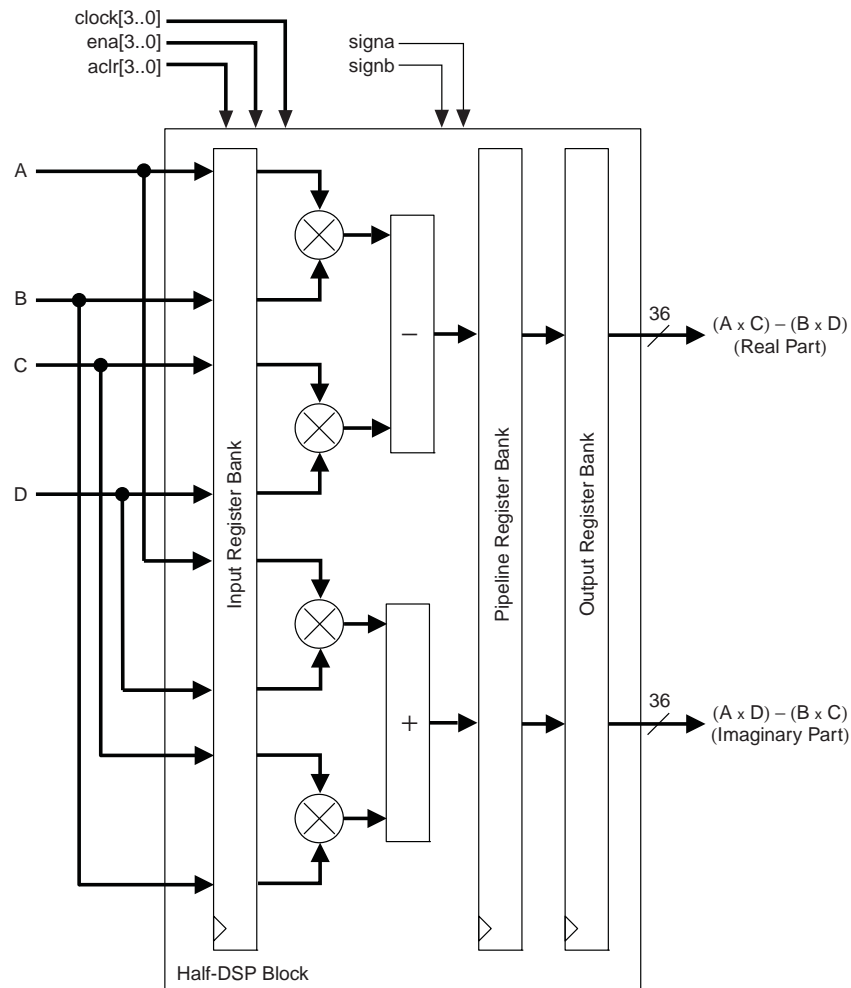 clock[3..0]
ena[3..0]
aclr[3..0]
signa
signb
A
B
C
D
Input Register Bank
−
+
Pipeline Register Bank
Output Register Bank
36
(A x C) − (B x D)
(Real Part)
36
(A x D) − (B x C)
(Imaginary Part)
Half-DSP Block